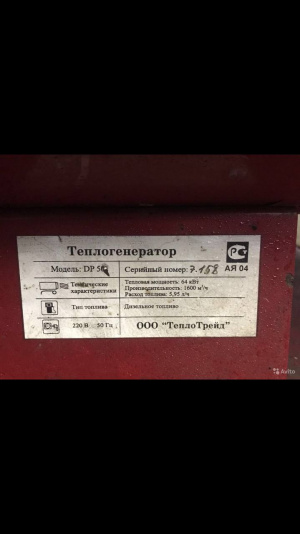 Теплогенератор
Модель: DP 5 Серийный номер: 7.158
РС
АЯ 04
Технические характеристики
Тепловая мощность: 64 кВт
Производительность: 1600 м³/ч
Расход топлива: 5,95 л/ч
Тип топлива Дизельное топливо
220 В 50 Гц ООО "ТеплоТрейд"
Avito